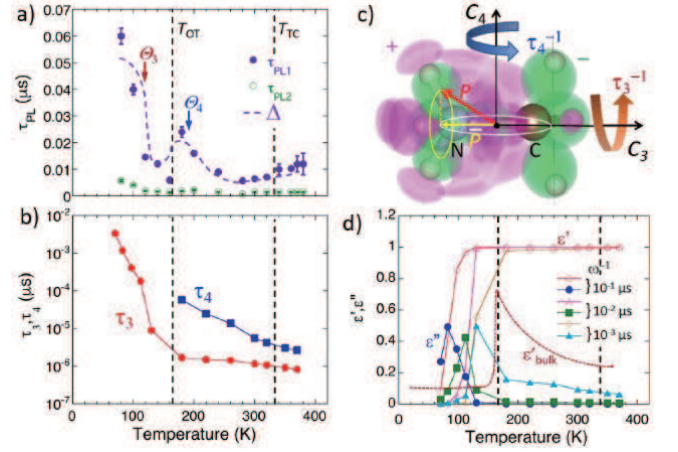 a)
τPL (μs)
0.07
0.06
0.05
0.04
0.03
0.02
0.01
0
Θ3
Θ4
TOT
TTC
τPL1
τPL2
Δ
b)
τ3,τ4 (μs)
10-2
10-3
10-4
10-5
10-6
10-7
τ3
τ4
0 100 200 300 400
Temperature (K)
c)
C4
τ4-1
τ3-1
+
−
P
P̄
N
C
C3
d)
ε',ε"
1.2
1
0.8
0.6
0.4
0.2
0
ε'
ω-1
} 10-1 μs
} 10-2 μs
} 10-3 μs
ε"
ε'bulk
0 100 200 300 400
Temperature (K)